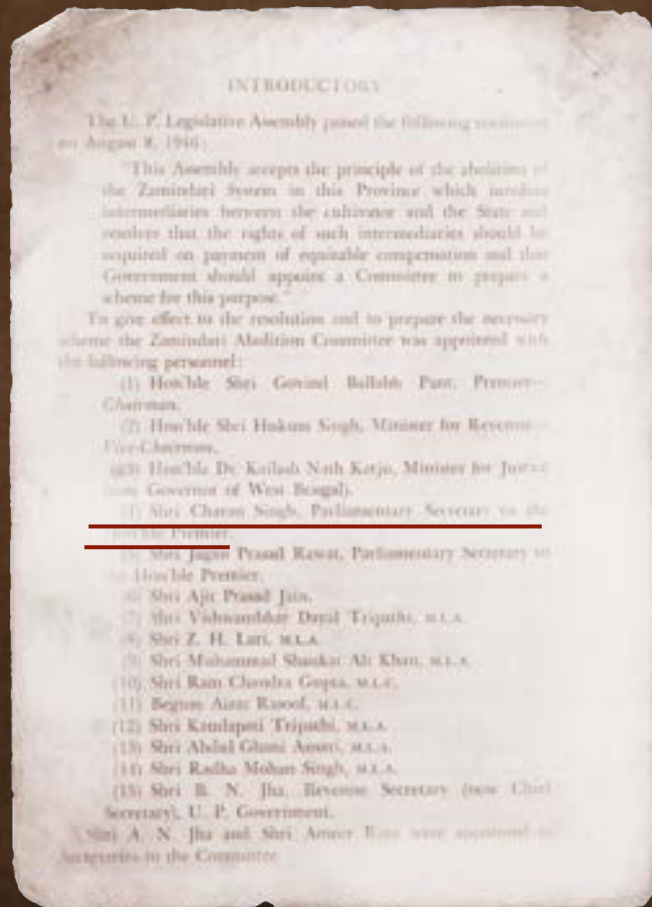 INTRODUCTORY
The U. P. Legislative Assembly passed the following resolution
on August 8, 1946:
"This Assembly accepts the principle of the abolition of
the Zamindari System in this Province which involves
intermediaries between the cultivator and the State and
resolves that the rights of such intermediaries should be
acquired on payment of equitable compensation and that
Government should appoint a Committee to prepare a
scheme for this purpose."
To give effect to the resolution and to prepare the necessary
scheme the Zamindari Abolition Committee was appointed with
the following personnel:
(1) Hon'ble Shri Govind Ballabh Pant, Premier—
Chairman.
(2) Hon'ble Shri Hukum Singh, Minister for Revenue—
Vice-Chairman.
(3) Hon'ble Dr. Kailash Nath Katju, Minister for Justice
Governor of West Bengal).
(4) Shri Charan Singh, Parliamentary Secretary to the
Hon'ble Premier.
(5) Shri Jagan Prasad Rawat, Parliamentary Secretary to
the Hon'ble Premier.
(6) Shri Ajit Prasad Jain.
(7) Shri Vishwambhar Dayal Tripathi, M.L.A.
(8) Shri Z. H. Lari, M.L.A.
(9) Shri Muhammad Shaukat Ali Khan, M.L.A.
(10) Shri Ram Chandra Gupta, M.L.C.
(11) Begum Aizaz Rasool, M.L.C.
(12) Shri Kamlapati Tripathi, M.L.A.
(13) Shri Abdul Ghani Ansari, M.L.A.
(14) Shri Radha Mohan Singh, M.L.A.
(15) Shri B. N. Jha, Revenue Secretary (now Chief
Secretary), U. P. Government.
Shri A. N. Jha and Shri Ameer Raza were appointed as
Secretaries to the Committee.